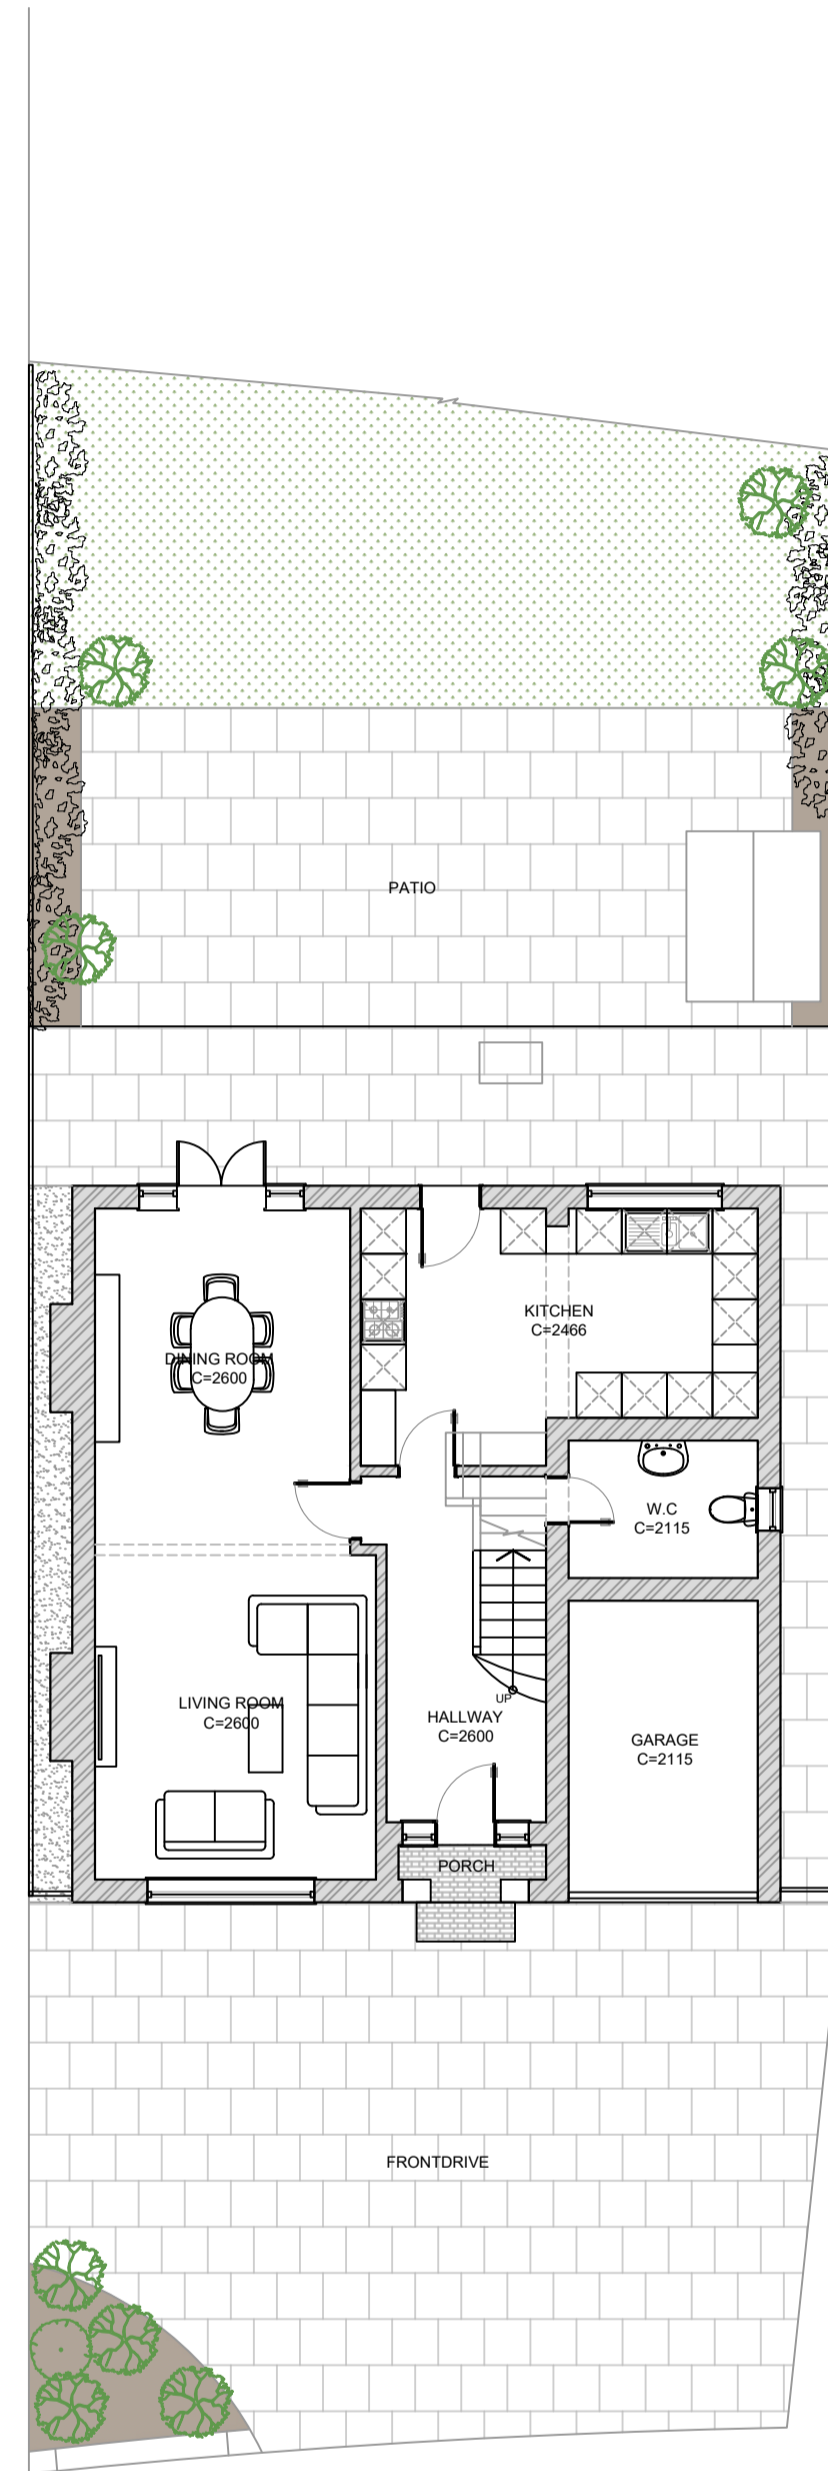 PATIO
KITCHEN
C=2466
DINING ROOM
C=2600
W.C
C=2115
UP
LIVING ROOM
C=2600
HALLWAY
C=2600
GARAGE
C=2115
PORCH
FRONTDRIVE